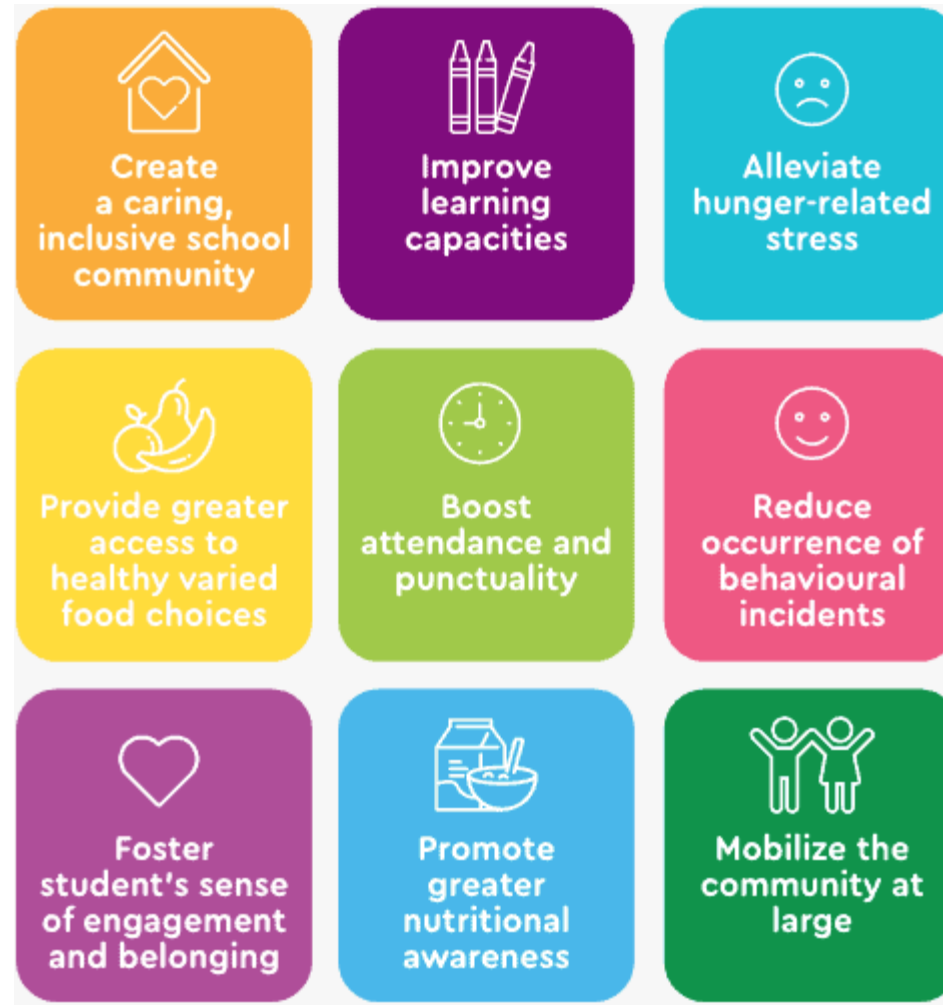 Create
a caring,
inclusive school
community
Improve
learning
capacities
Alleviate
hunger-related
stress
Provide greater
access to
healthy varied
food choices
Boost
attendance and
punctuality
Reduce
occurrence of
behavioural
incidents
Foster
student's sense
of engagement
and belonging
Promote
greater
nutritional
awareness
Mobilize the
community at
large